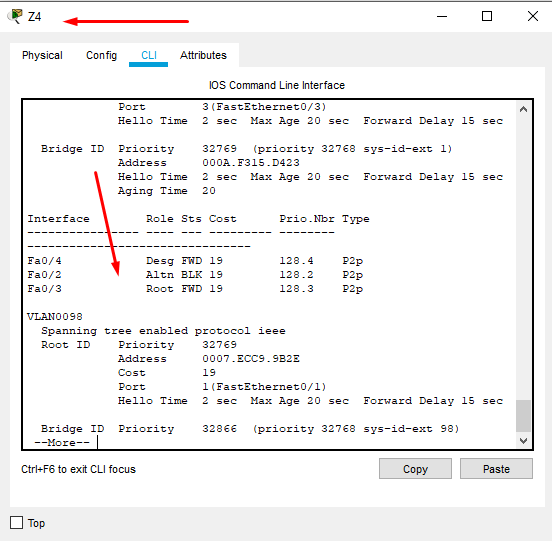 Z4
Physical Config CLI Attributes
IOS Command Line Interface
Port 3(FastEthernet0/3)
Hello Time 2 sec Max Age 20 sec Forward Delay 15 sec
Bridge ID Priority 32769 (priority 32768 sys-id-ext 1)
Address 000A.F315.D423
Hello Time 2 sec Max Age 20 sec Forward Delay 15 sec
Aging Time 20
Interface Role Sts Cost Prio.Nbr Type
---------------- ---- --- --------- --------
--------------------------------
Fa0/4 Desg FWD 19 128.4 P2p
Fa0/2 Altn BLK 19 128.2 P2p
Fa0/3 Root FWD 19 128.3 P2p
VLAN0098
Spanning tree enabled protocol ieee
Root ID Priority 32769
Address 0007.ECC9.9B2E
Cost 19
Port 1(FastEthernet0/1)
Hello Time 2 sec Max Age 20 sec Forward Delay 15 sec
Bridge ID Priority 32866 (priority 32768 sys-id-ext 98)
--More--
Ctrl+F6 to exit CLI focus
Copy Paste
Top